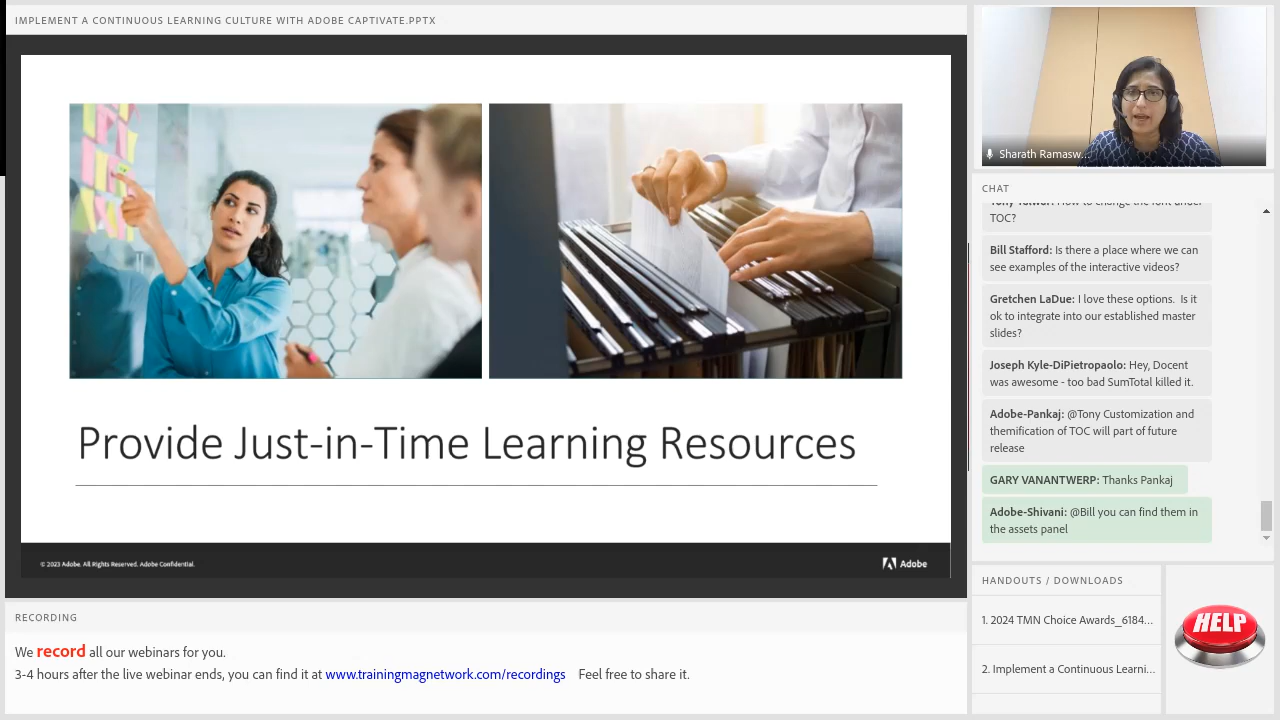 IMPLEMENT A CONTINUOUS LEARNING CULTURE WITH ADOBE CAPTIVATE.PPTX
Provide Just-in-Time Learning Resources
© 2023 Adobe. All Rights Reserved. Adobe Confidential.
Adobe
RECORDING
We record all our webinars for you.
3-4 hours after the live webinar ends, you can find it at www.trainingmagnetwork.com/recordings Feel free to share it.
Sharath Ramasw...
CHAT
TOC?
Bill Stafford: Is there a place where we can
see examples of the interactive videos?
Gretchen LaDue: I love these options. Is it
ok to integrate into our established master
slides?
Joseph Kyle-DiPietropaolo: Hey, Docent
was awesome - too bad SumTotal killed it.
Adobe-Pankaj: @Tony Customization and
themification of TOC will part of future
release
GARY VANANTWERP: Thanks Pankaj
Adobe-Shivani: @Bill you can find them in
the assets panel
HANDOUTS / DOWNLOADS
1. 2024 TMN Choice Awards_6184...
2. Implement a Continuous Learni...
HELP